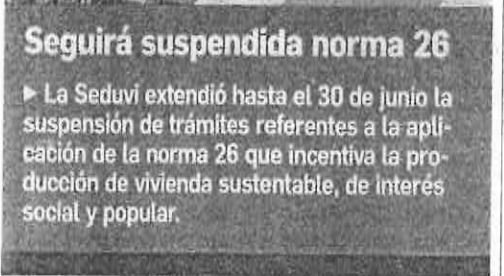 Seguirá suspendida norma 26
▶ La Seduvi extendió hasta el 30 de junio la
suspensión de trámites referentes a la apli-
cación de la norma 26 que incentiva la pro-
ducción de vivienda sustentable, de interés
social y popular.